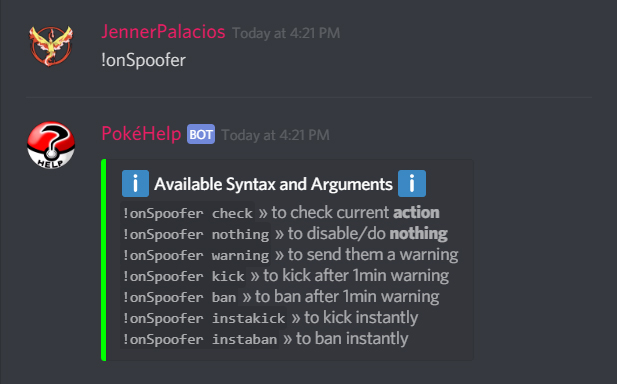 JennerPalacios Today at 4:21 PM
!onSpoofer
PokéHelp BOT Today at 4:21 PM
HELP
i Available Syntax and Arguments i
!onSpoofer check » to check current action
!onSpoofer nothing » to disable/do nothing
!onSpoofer warning » to send them a warning
!onSpoofer kick » to kick after 1min warning
!onSpoofer ban » to ban after 1min warning
!onSpoofer instakick » to kick instantly
!onSpoofer instaban » to ban instantly